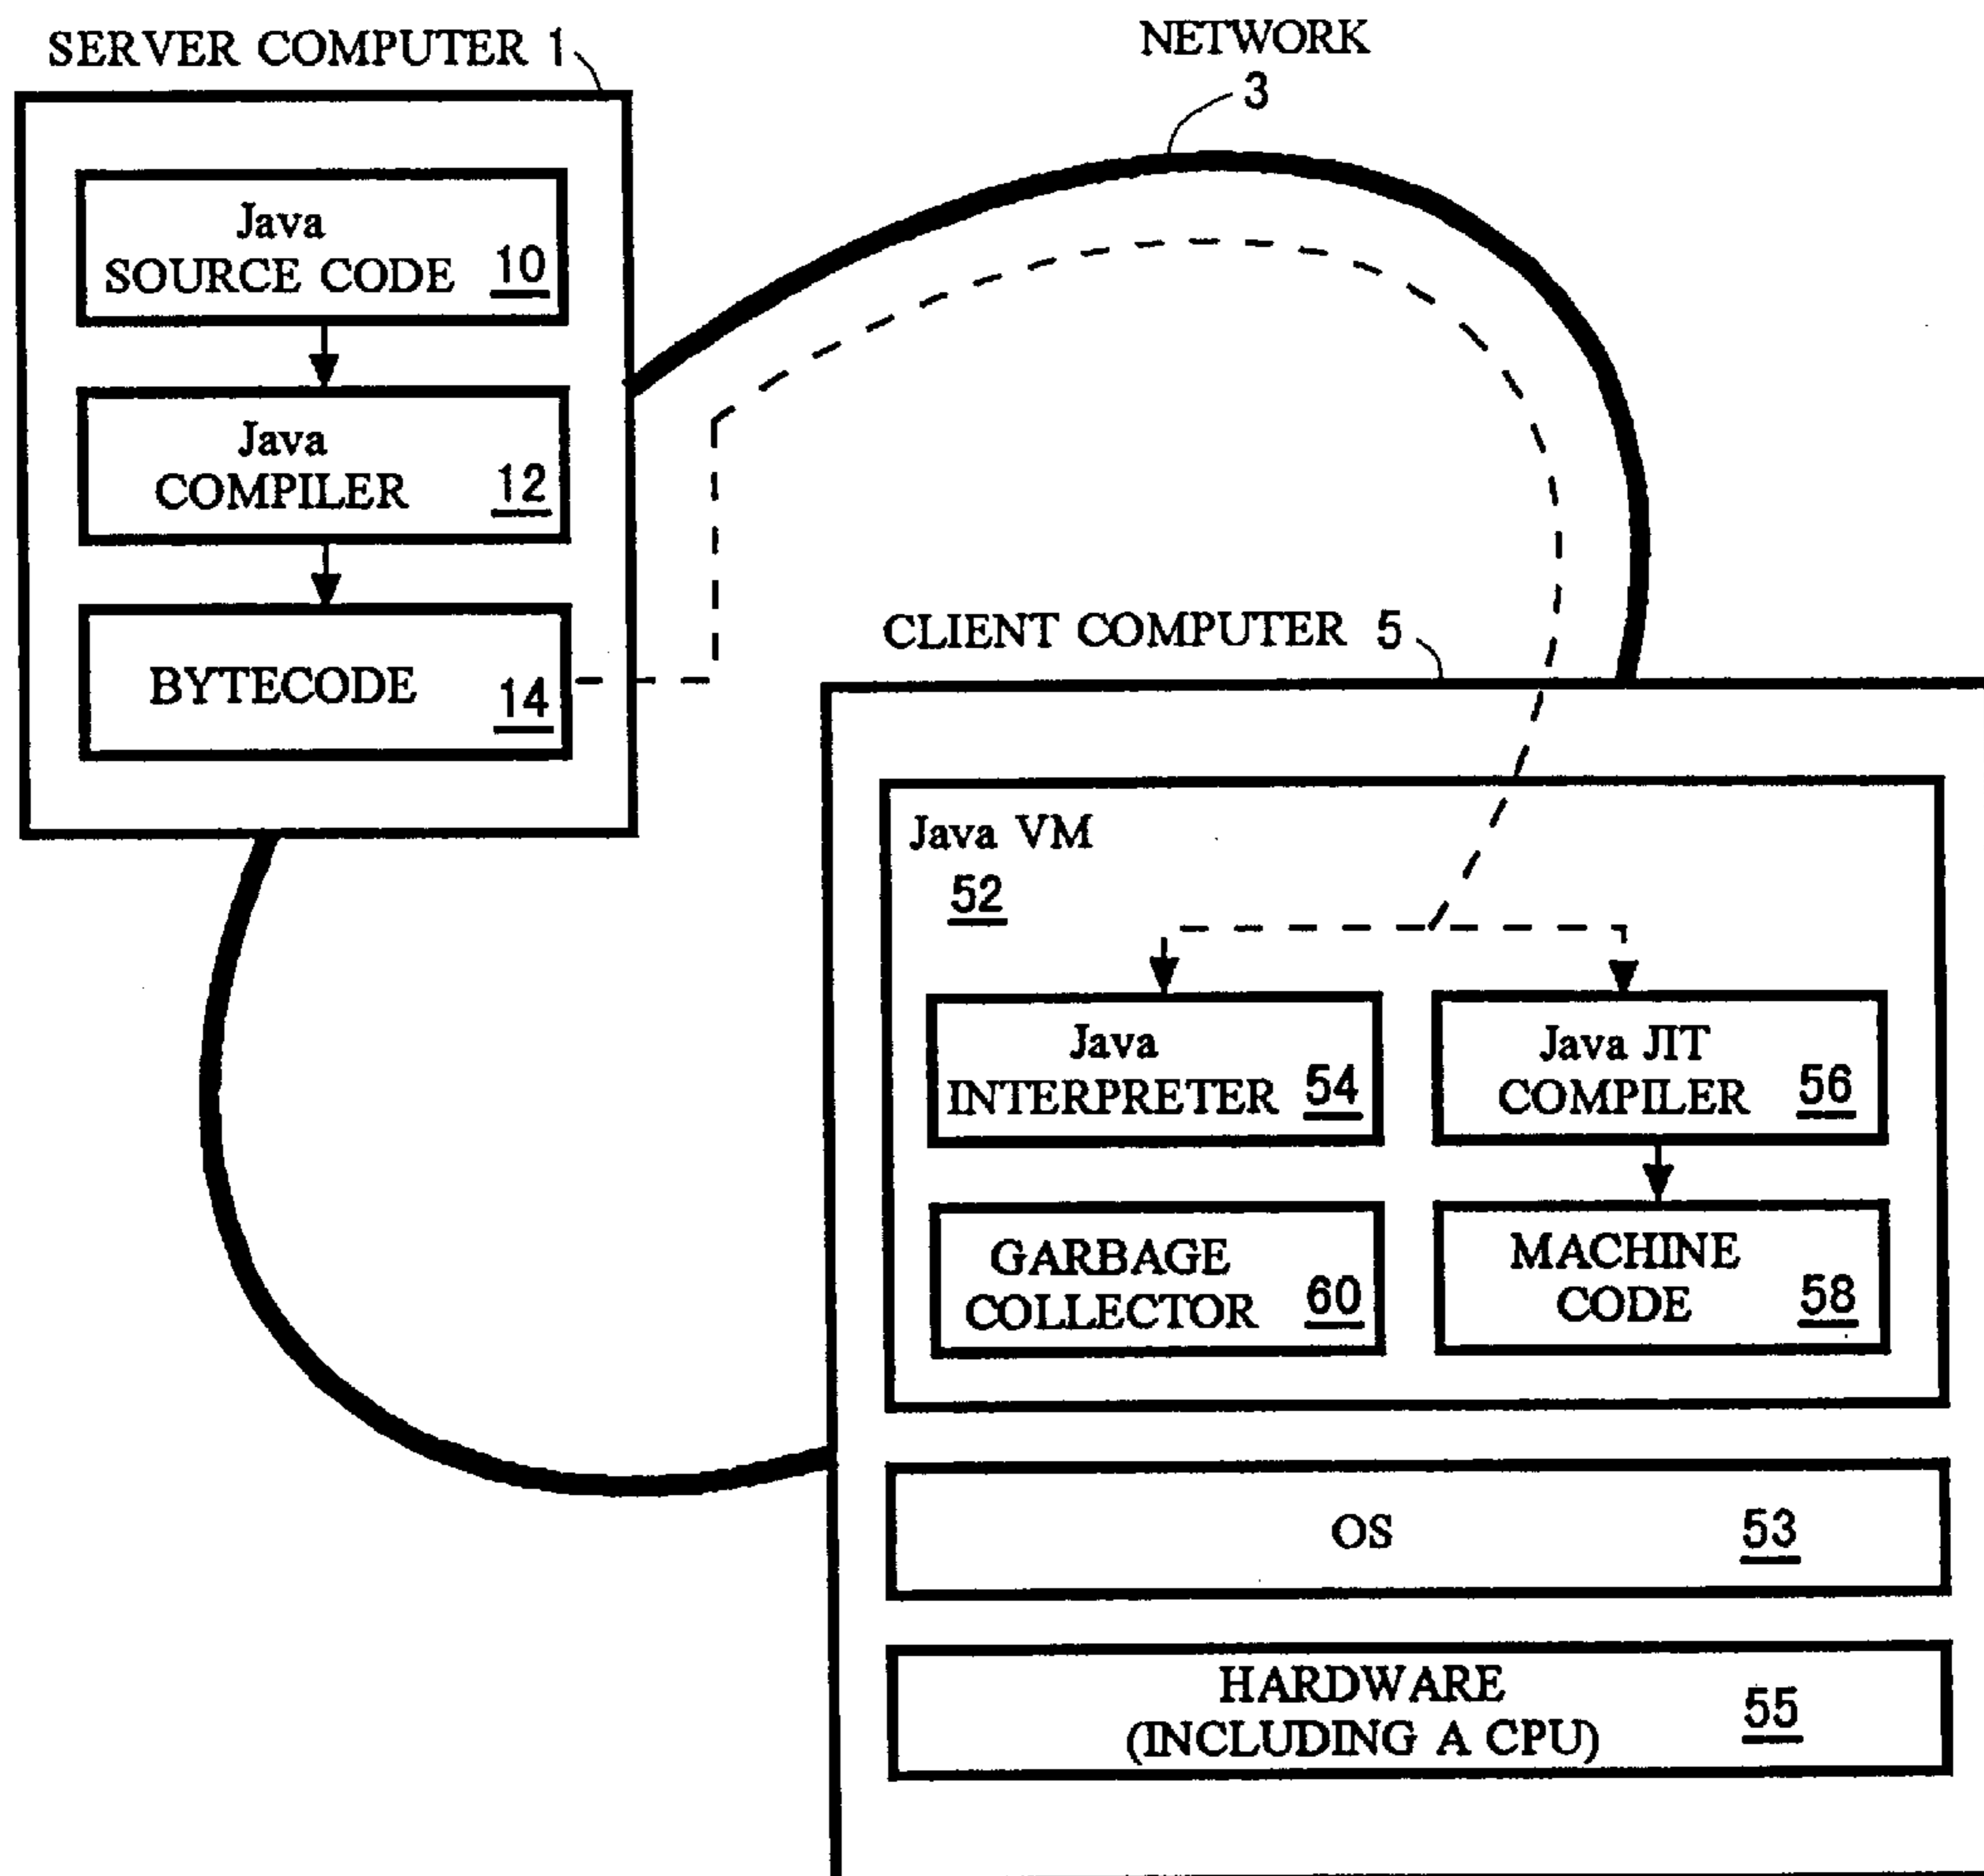 SERVER COMPUTER 1
NETWORK
3
Java
SOURCE CODE 10
Java
COMPILER 12
BYTECODE 14
CLIENT COMPUTER 5
Java VM
52
Java
INTERPRETER 54
Java JIT
COMPILER 56
GARBAGE
COLLECTOR 60
MACHINE
CODE 58
OS 53
HARDWARE
(INCLUDING A CPU) 55